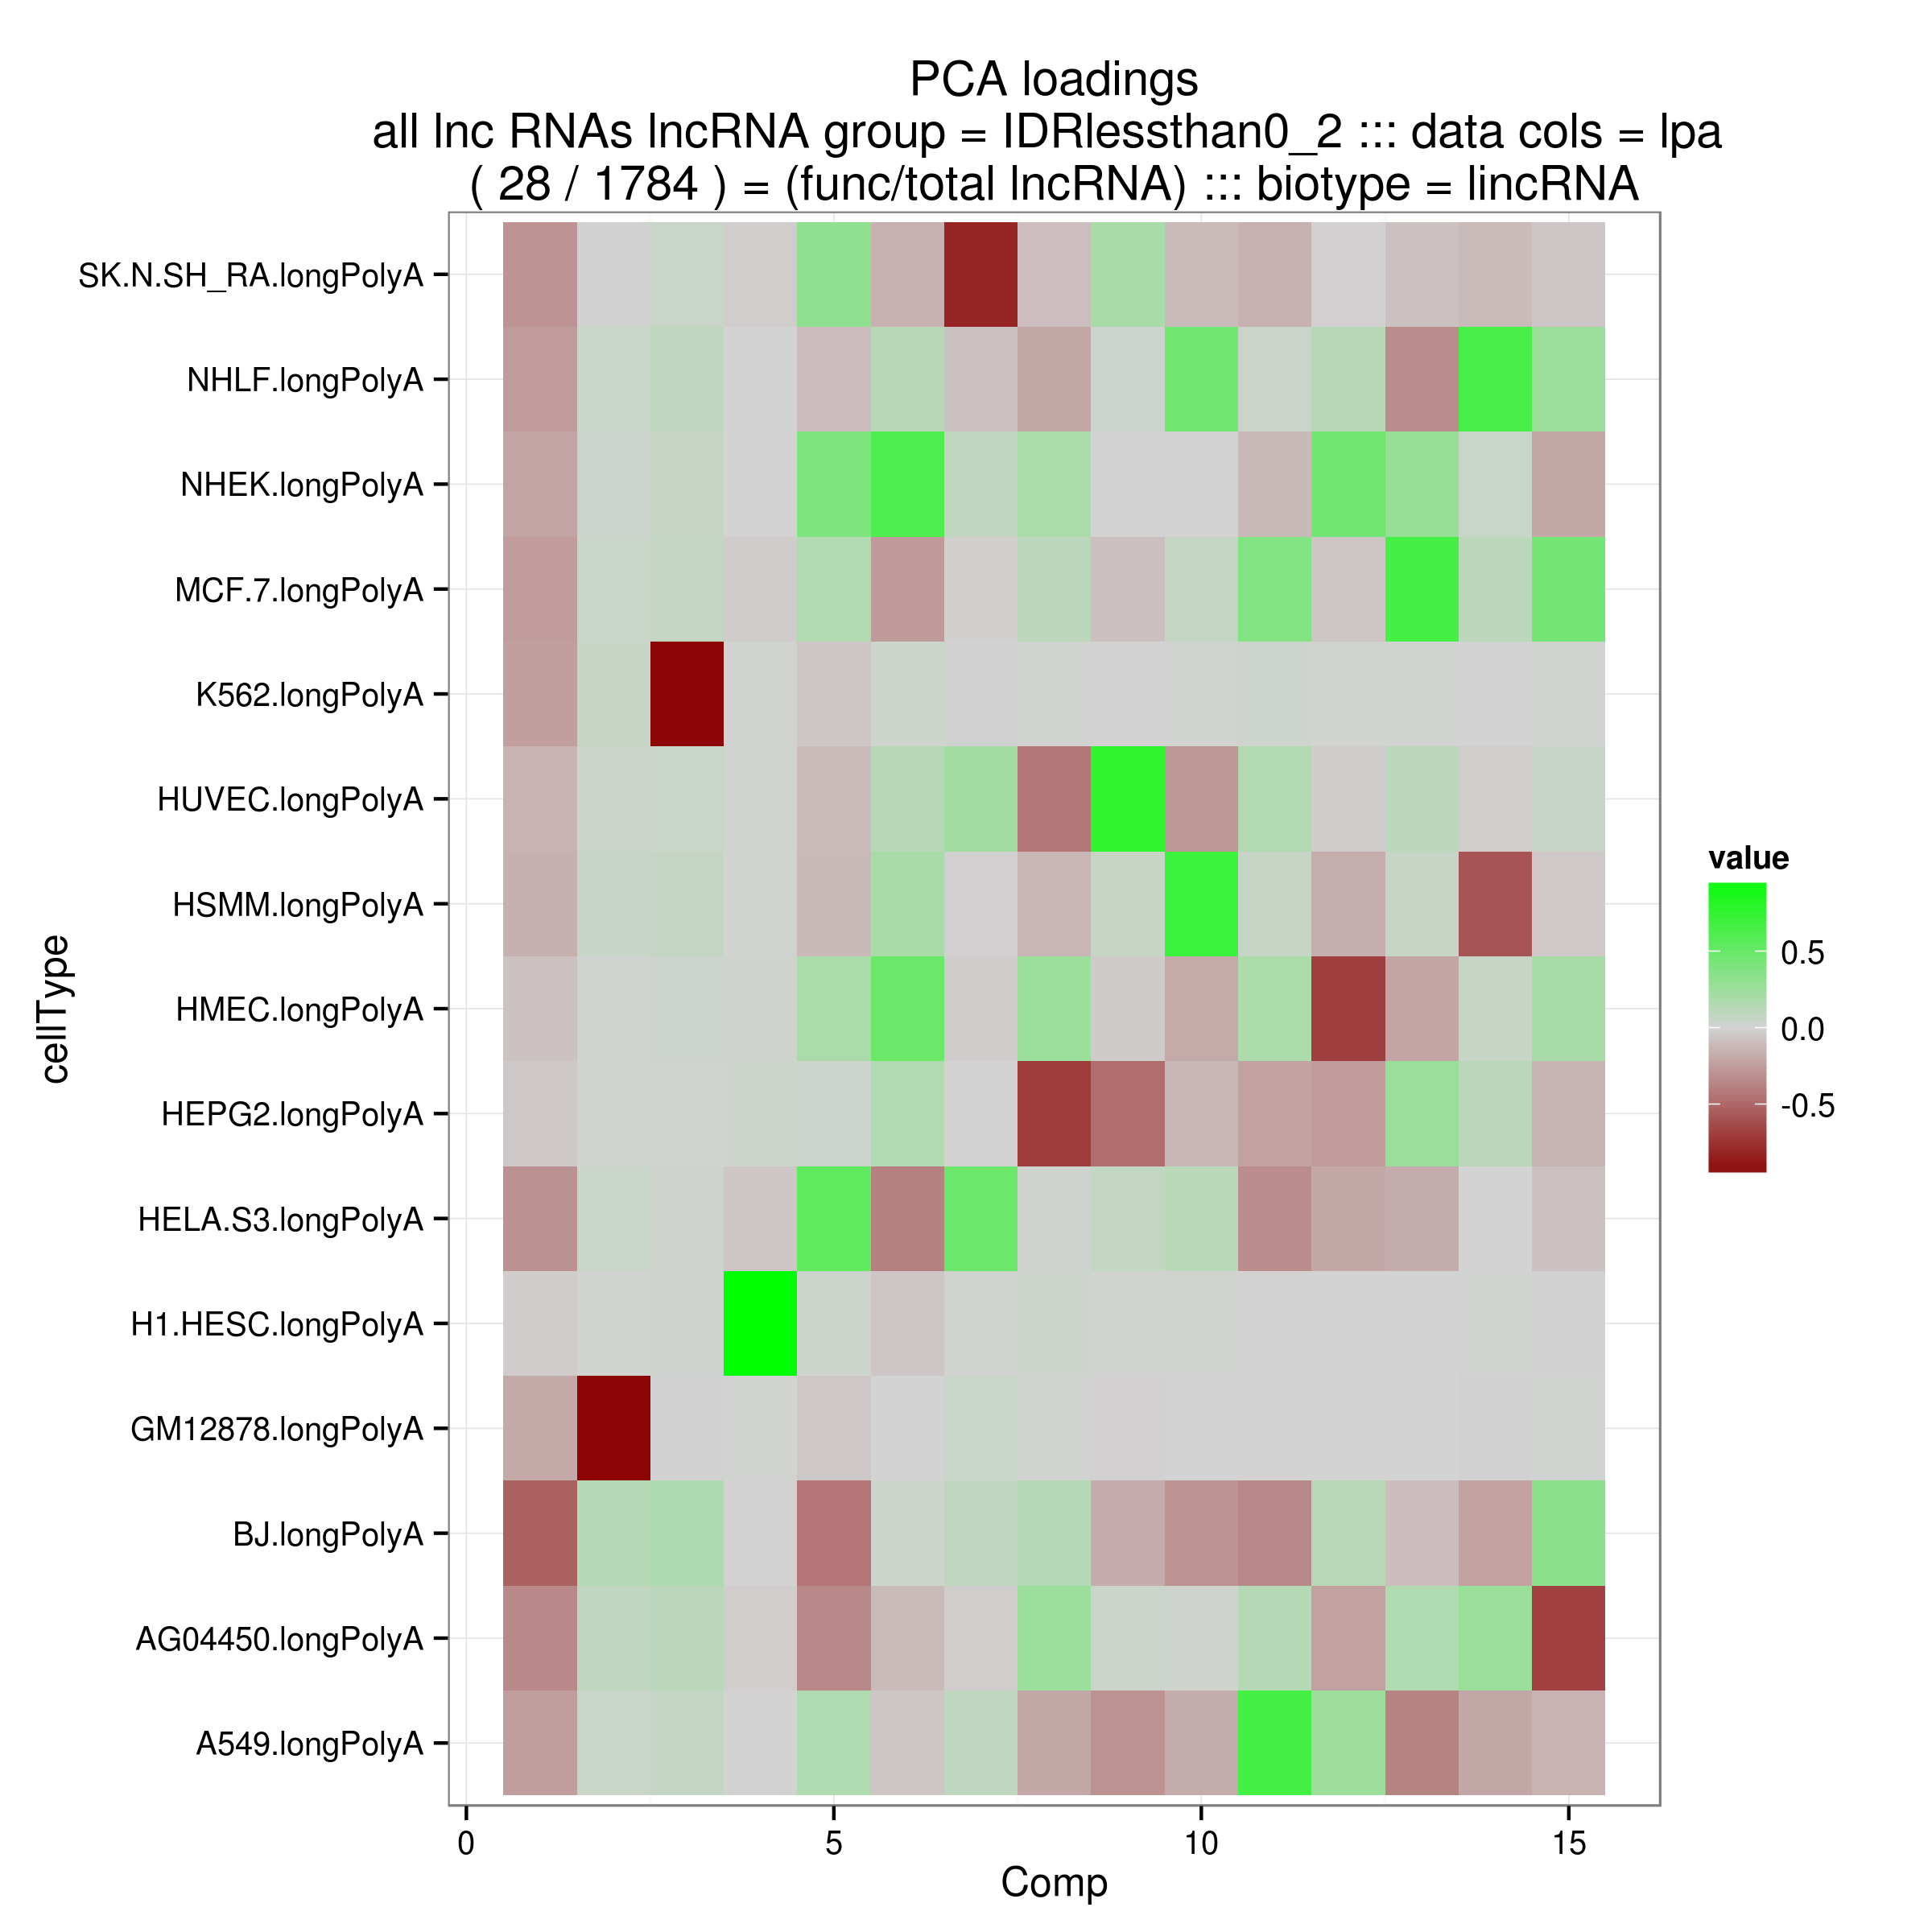 PCA loadings
all lnc RNAs lncRNA group = IDRlessthan0_2 ::: data cols = lpa
( 28 / 1784 ) = (func/total lncRNA) ::: biotype = lincRNA
SK.N.SH_RA.longPolyA
NHLF.longPolyA
NHEK.longPolyA
MCF.7.longPolyA
K562.longPolyA
HUVEC.longPolyA
HSMM.longPolyA
HMEC.longPolyA
HEPG2.longPolyA
HELA.S3.longPolyA
H1.HESC.longPolyA
GM12878.longPolyA
BJ.longPolyA
AG04450.longPolyA
A549.longPolyA
cellType
0 5 10 15
Comp
value
0.5
0.0
-0.5